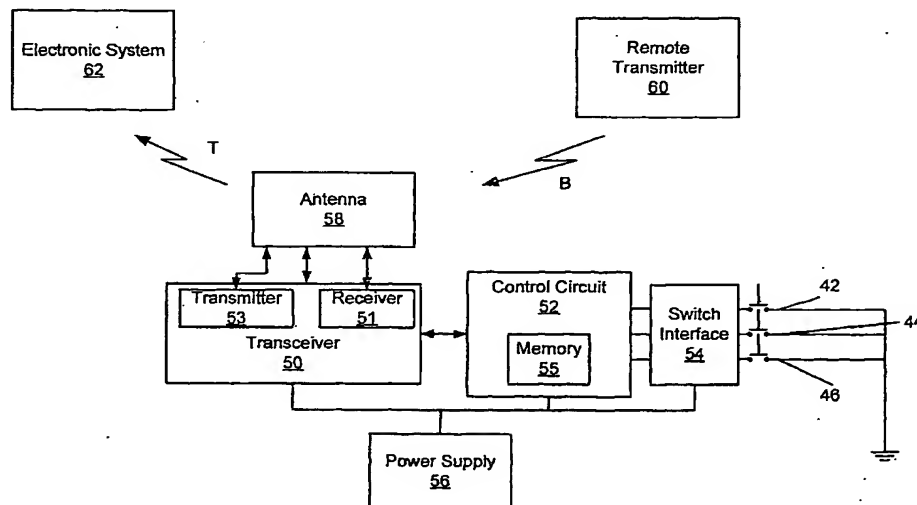 Electronic System
62
Remote
Transmitter
60
T
B
Antenna
58
Transmitter
53
Receiver
51
Transceiver
50
Control Circuit
52
Memory
55
Switch
Interface
54
42
44
46
Power Supply
56